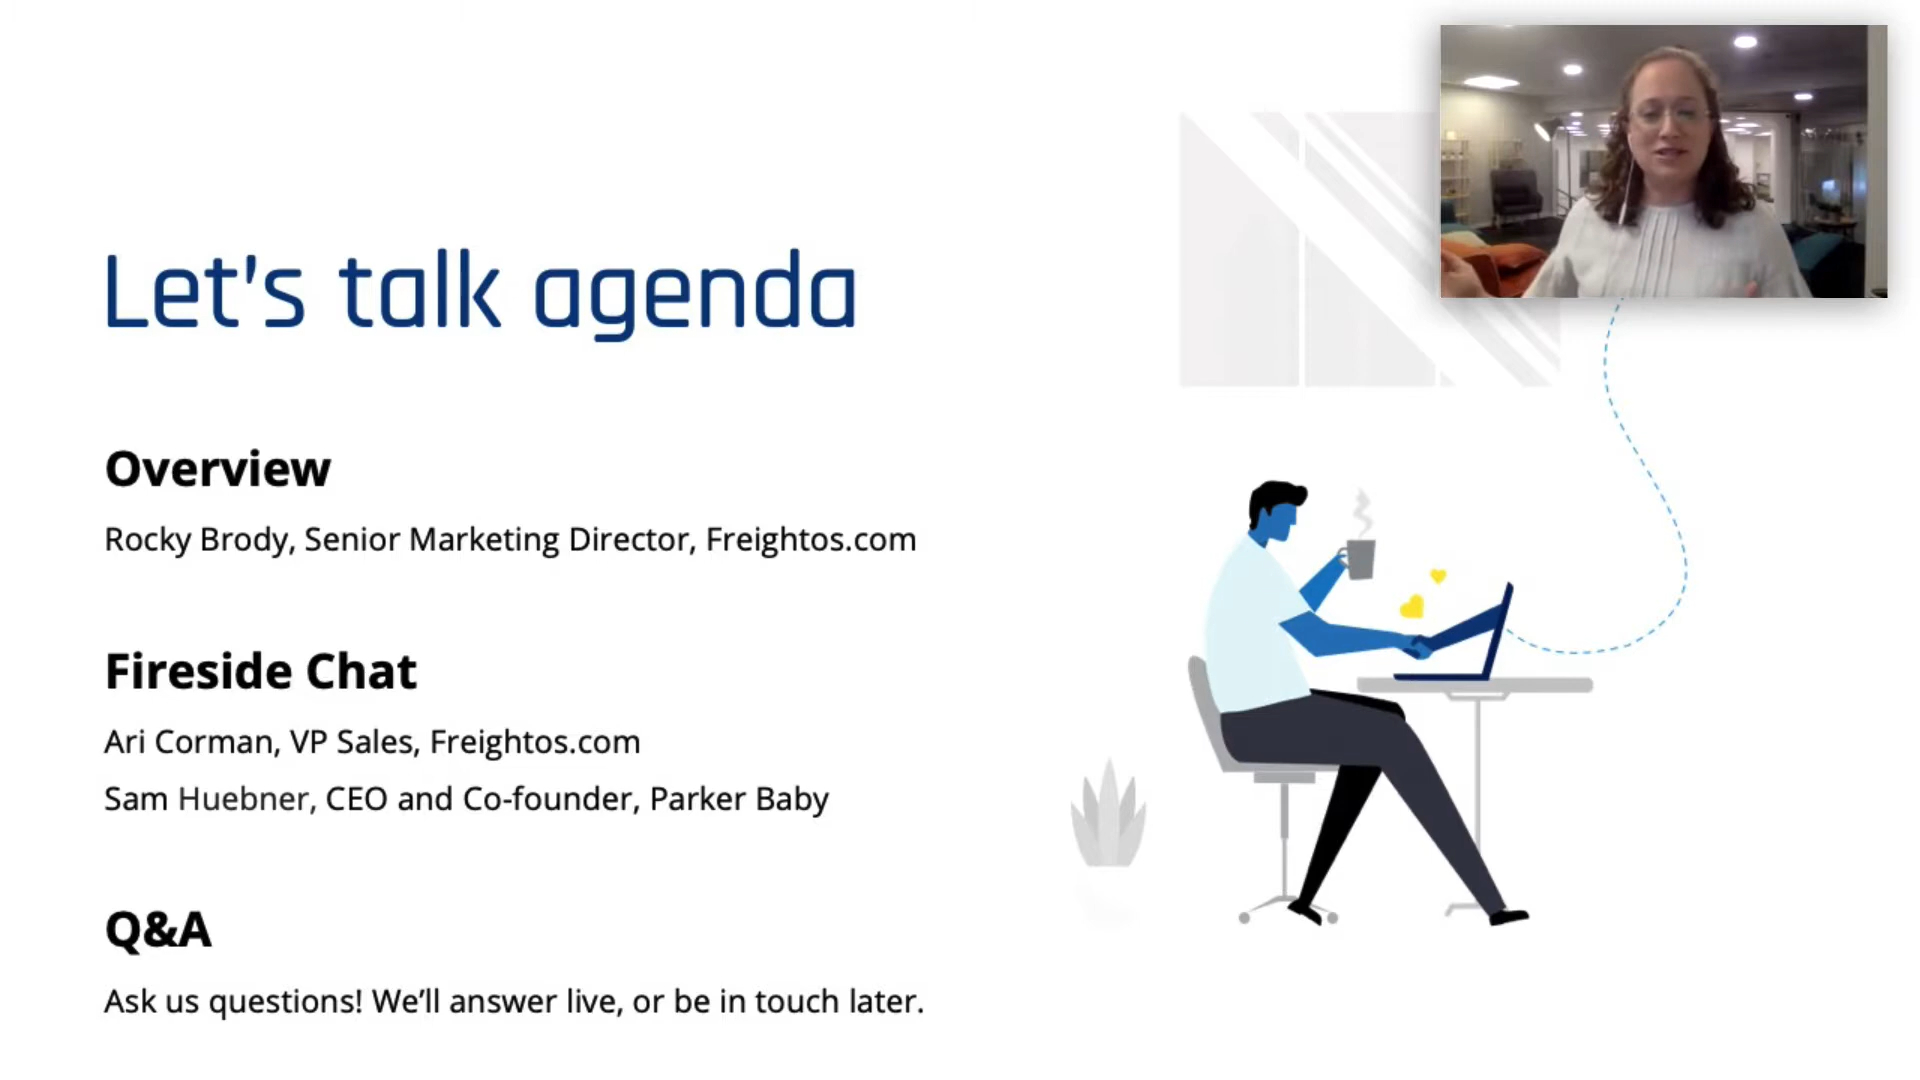 Let's talk agenda
Overview
Rocky Brody, Senior Marketing Director, Freightos.com
Fireside Chat
Ari Corman, VP Sales, Freightos.com
Sam Huebner, CEO and Co-founder, Parker Baby
Q&A
Ask us questions! We’ll answer live, or be in touch later.